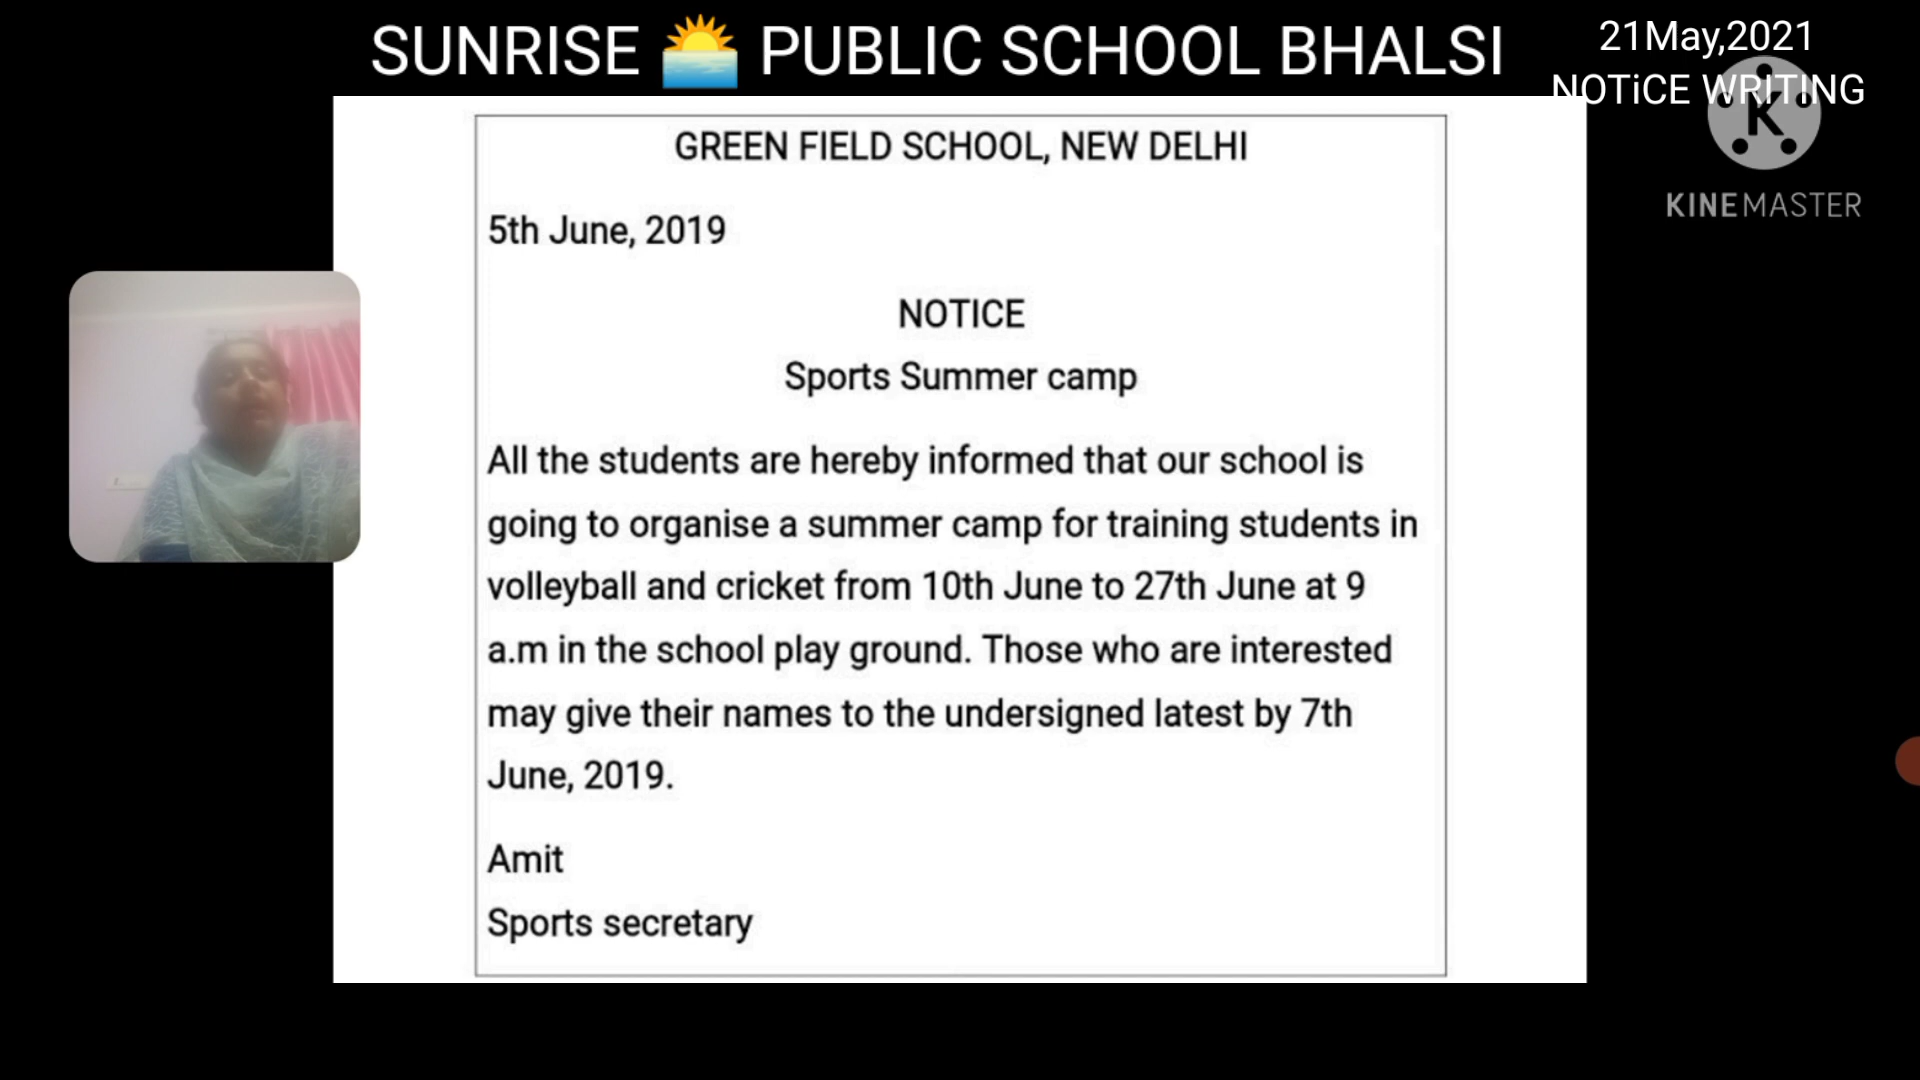 SUNRISE 🌅 PUBLIC SCHOOL BHALSI
21May,2021
NOTiCE WRITING
K
KINEMASTER
GREEN FIELD SCHOOL, NEW DELHI
5th June, 2019
NOTICE
Sports Summer camp
All the students are hereby informed that our school is
going to organise a summer camp for training students in
volleyball and cricket from 10th June to 27th June at 9
a.m in the school play ground. Those who are interested
may give their names to the undersigned latest by 7th
June, 2019.
Amit
Sports secretary